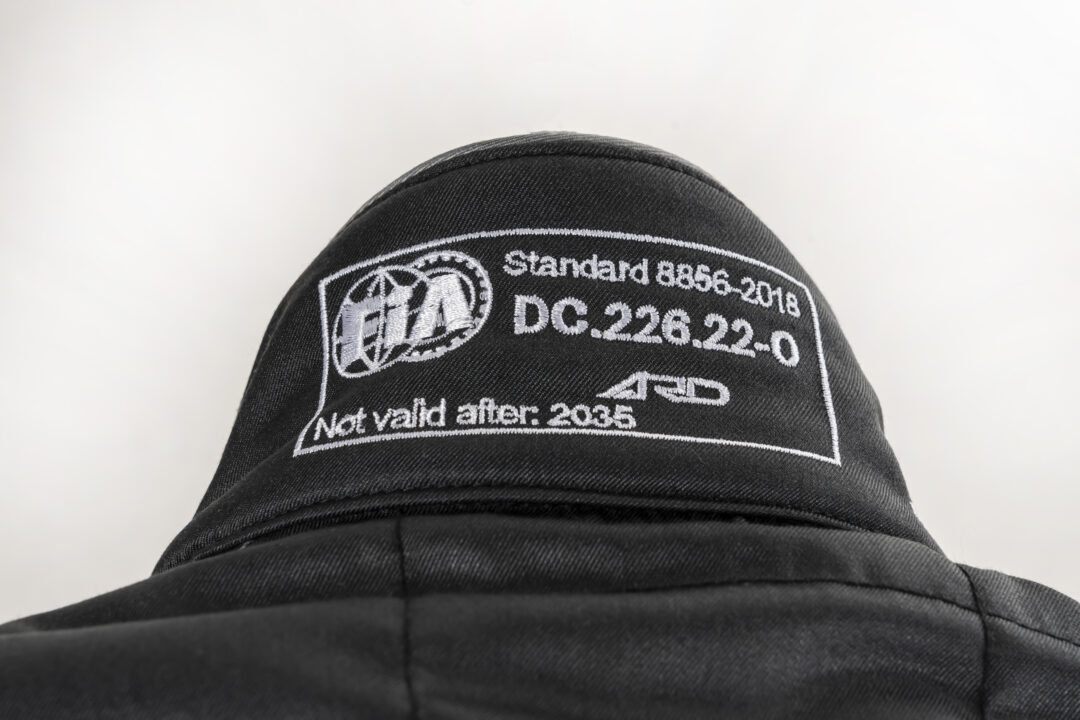 FIA
Standard 8856-2018
DC.226.22-O
ARD
Not valid after: 2035